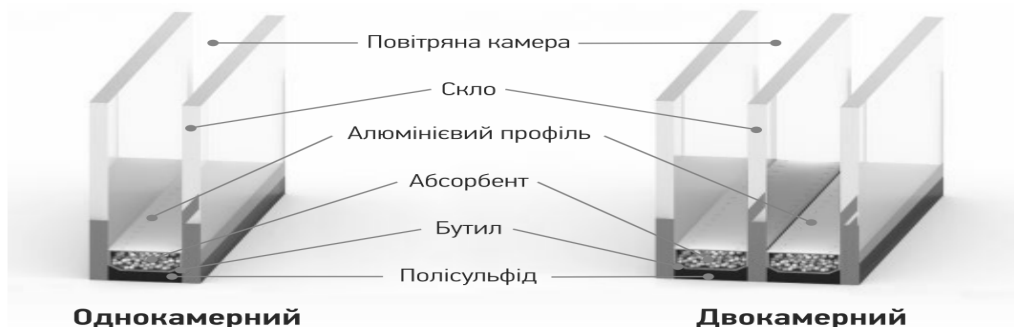 Повітряна камера
Скло
Алюмінієвий профіль
Абсорбент
Бутил
Полісульфід
Однокамерний
Двокамерний